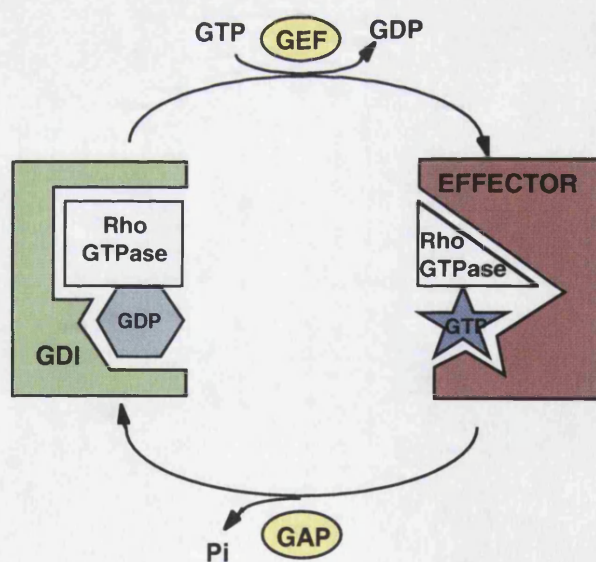 GTP GEF GDP
EFFECTOR
Rho
GTPase
GDP
GDI
Rho
GTPase
GTP
Pi
GAP